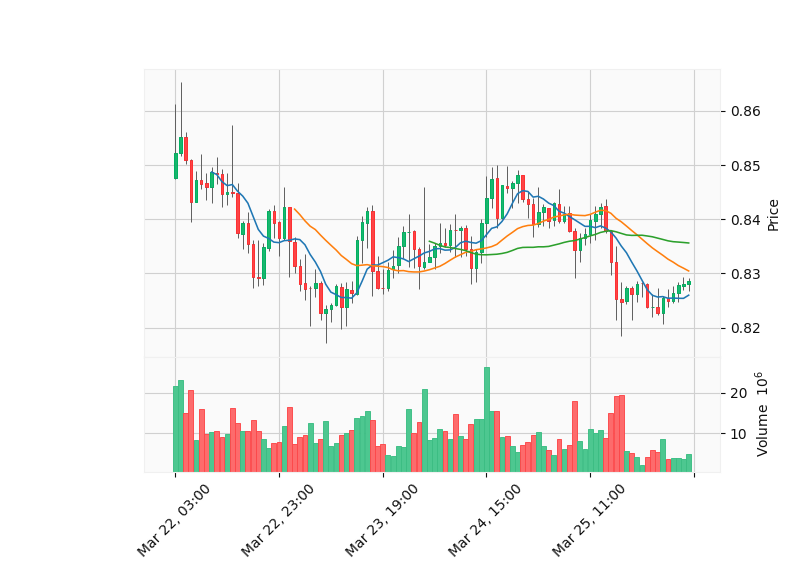 0.86
0.85
0.84
0.83
0.82
Price
20
10
Volume 10⁶
Mar 22, 03:00
Mar 22, 23:00
Mar 23, 19:00
Mar 24, 15:00
Mar 25, 11:00